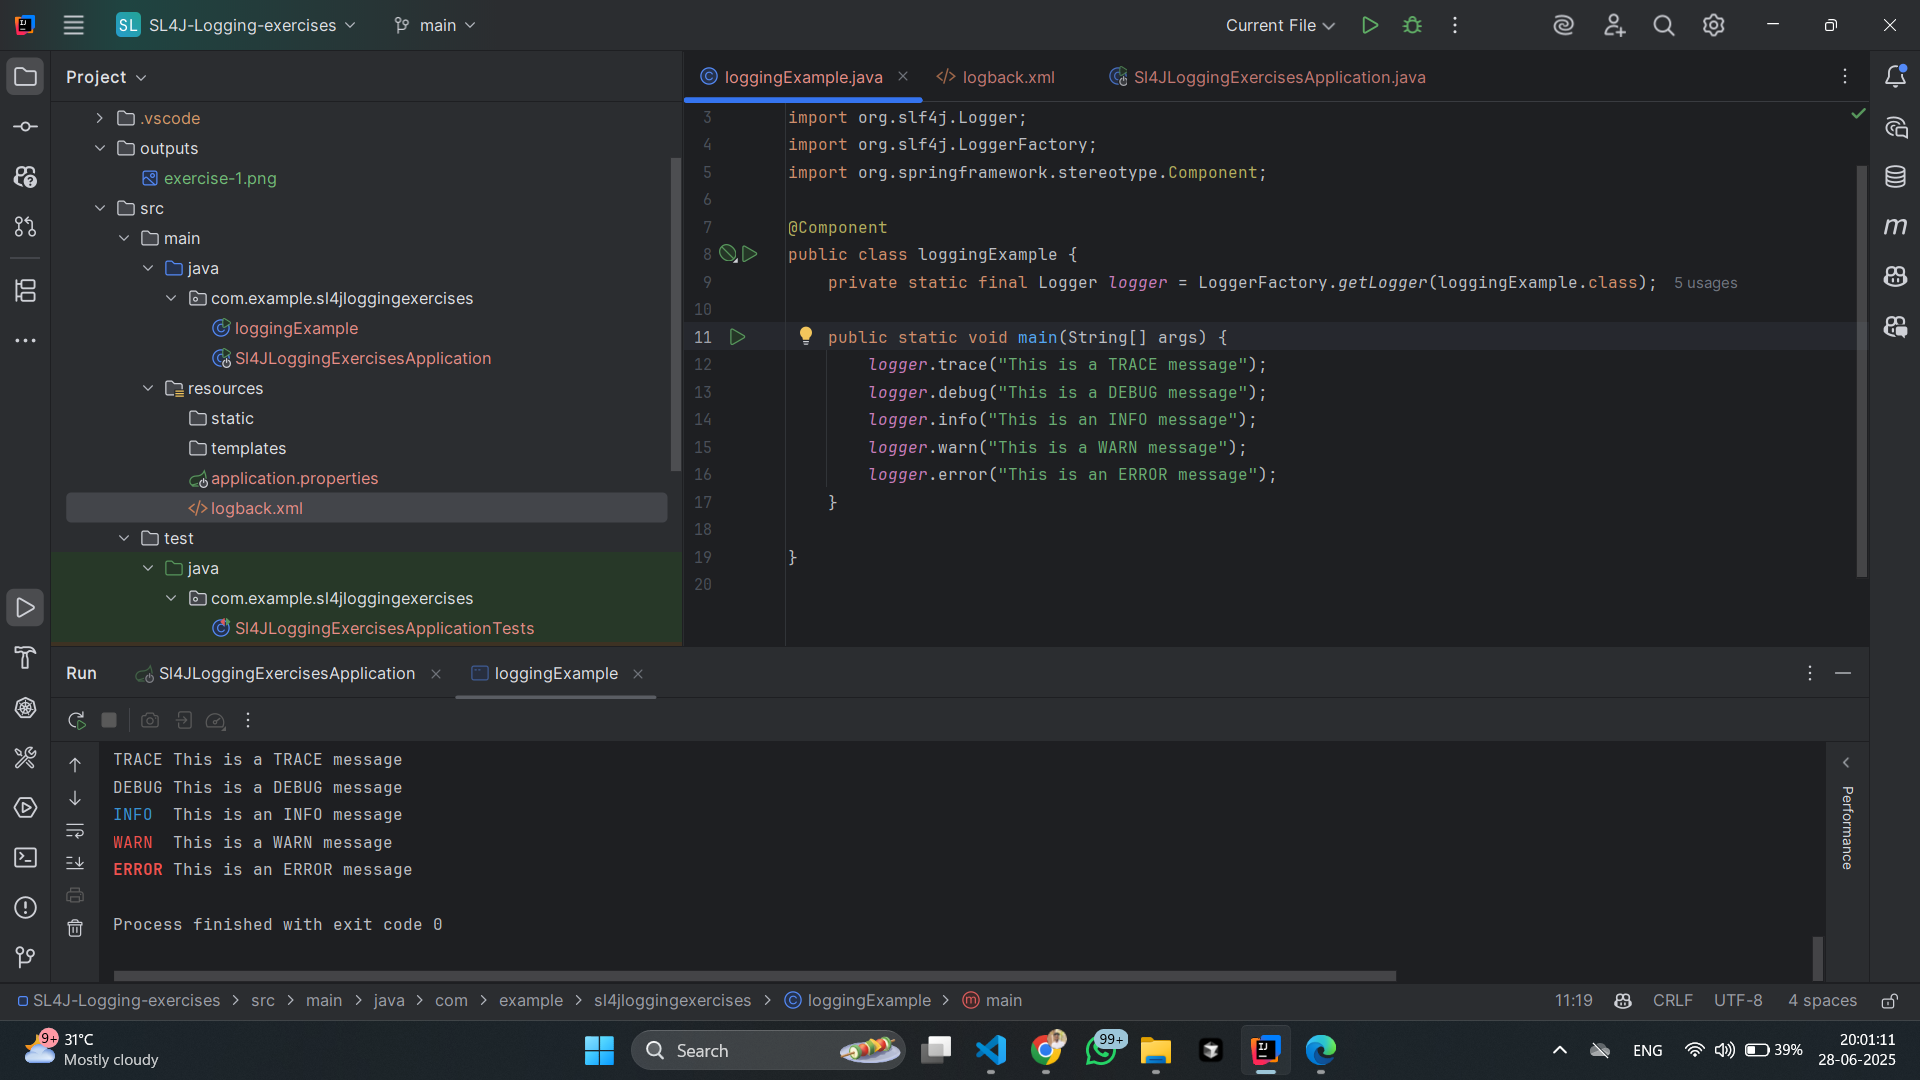 SL SL4J-Logging-exercises main Current File
Project
.vscode
outputs
exercise-1.png
src
main
java
com.example.sl4jloggingexercises
loggingExample
Sl4JLoggingExercisesApplication
resources
static
templates
application.properties
logback.xml
test
java
com.example.sl4jloggingexercises
Sl4JLoggingExercisesApplicationTests
loggingExample.java logback.xml Sl4JLoggingExercisesApplication.java
3 import org.slf4j.Logger;
4 import org.slf4j.LoggerFactory;
5 import org.springframework.stereotype.Component;
6
7 @Component
8 public class loggingExample {
9 private static final Logger logger = LoggerFactory.getLogger(loggingExample.class); 5 usages
10
11 public static void main(String[] args) {
12 logger.trace("This is a TRACE message");
13 logger.debug("This is a DEBUG message");
14 logger.info("This is an INFO message");
15 logger.warn("This is a WARN message");
16 logger.error("This is an ERROR message");
17 }
18
19 }
20
Run Sl4JLoggingExercisesApplication loggingExample
TRACE This is a TRACE message
DEBUG This is a DEBUG message
INFO This is an INFO message
WARN This is a WARN message
ERROR This is an ERROR message
Process finished with exit code 0
Performance
SL4J-Logging-exercises > src > main > java > com > example > sl4jloggingexercises > loggingExample > main 11:19 CRLF UTF-8 4 spaces
9+ 31°C
Mostly cloudy
Search
99+
ENG
39%
20:01:11
28-06-2025